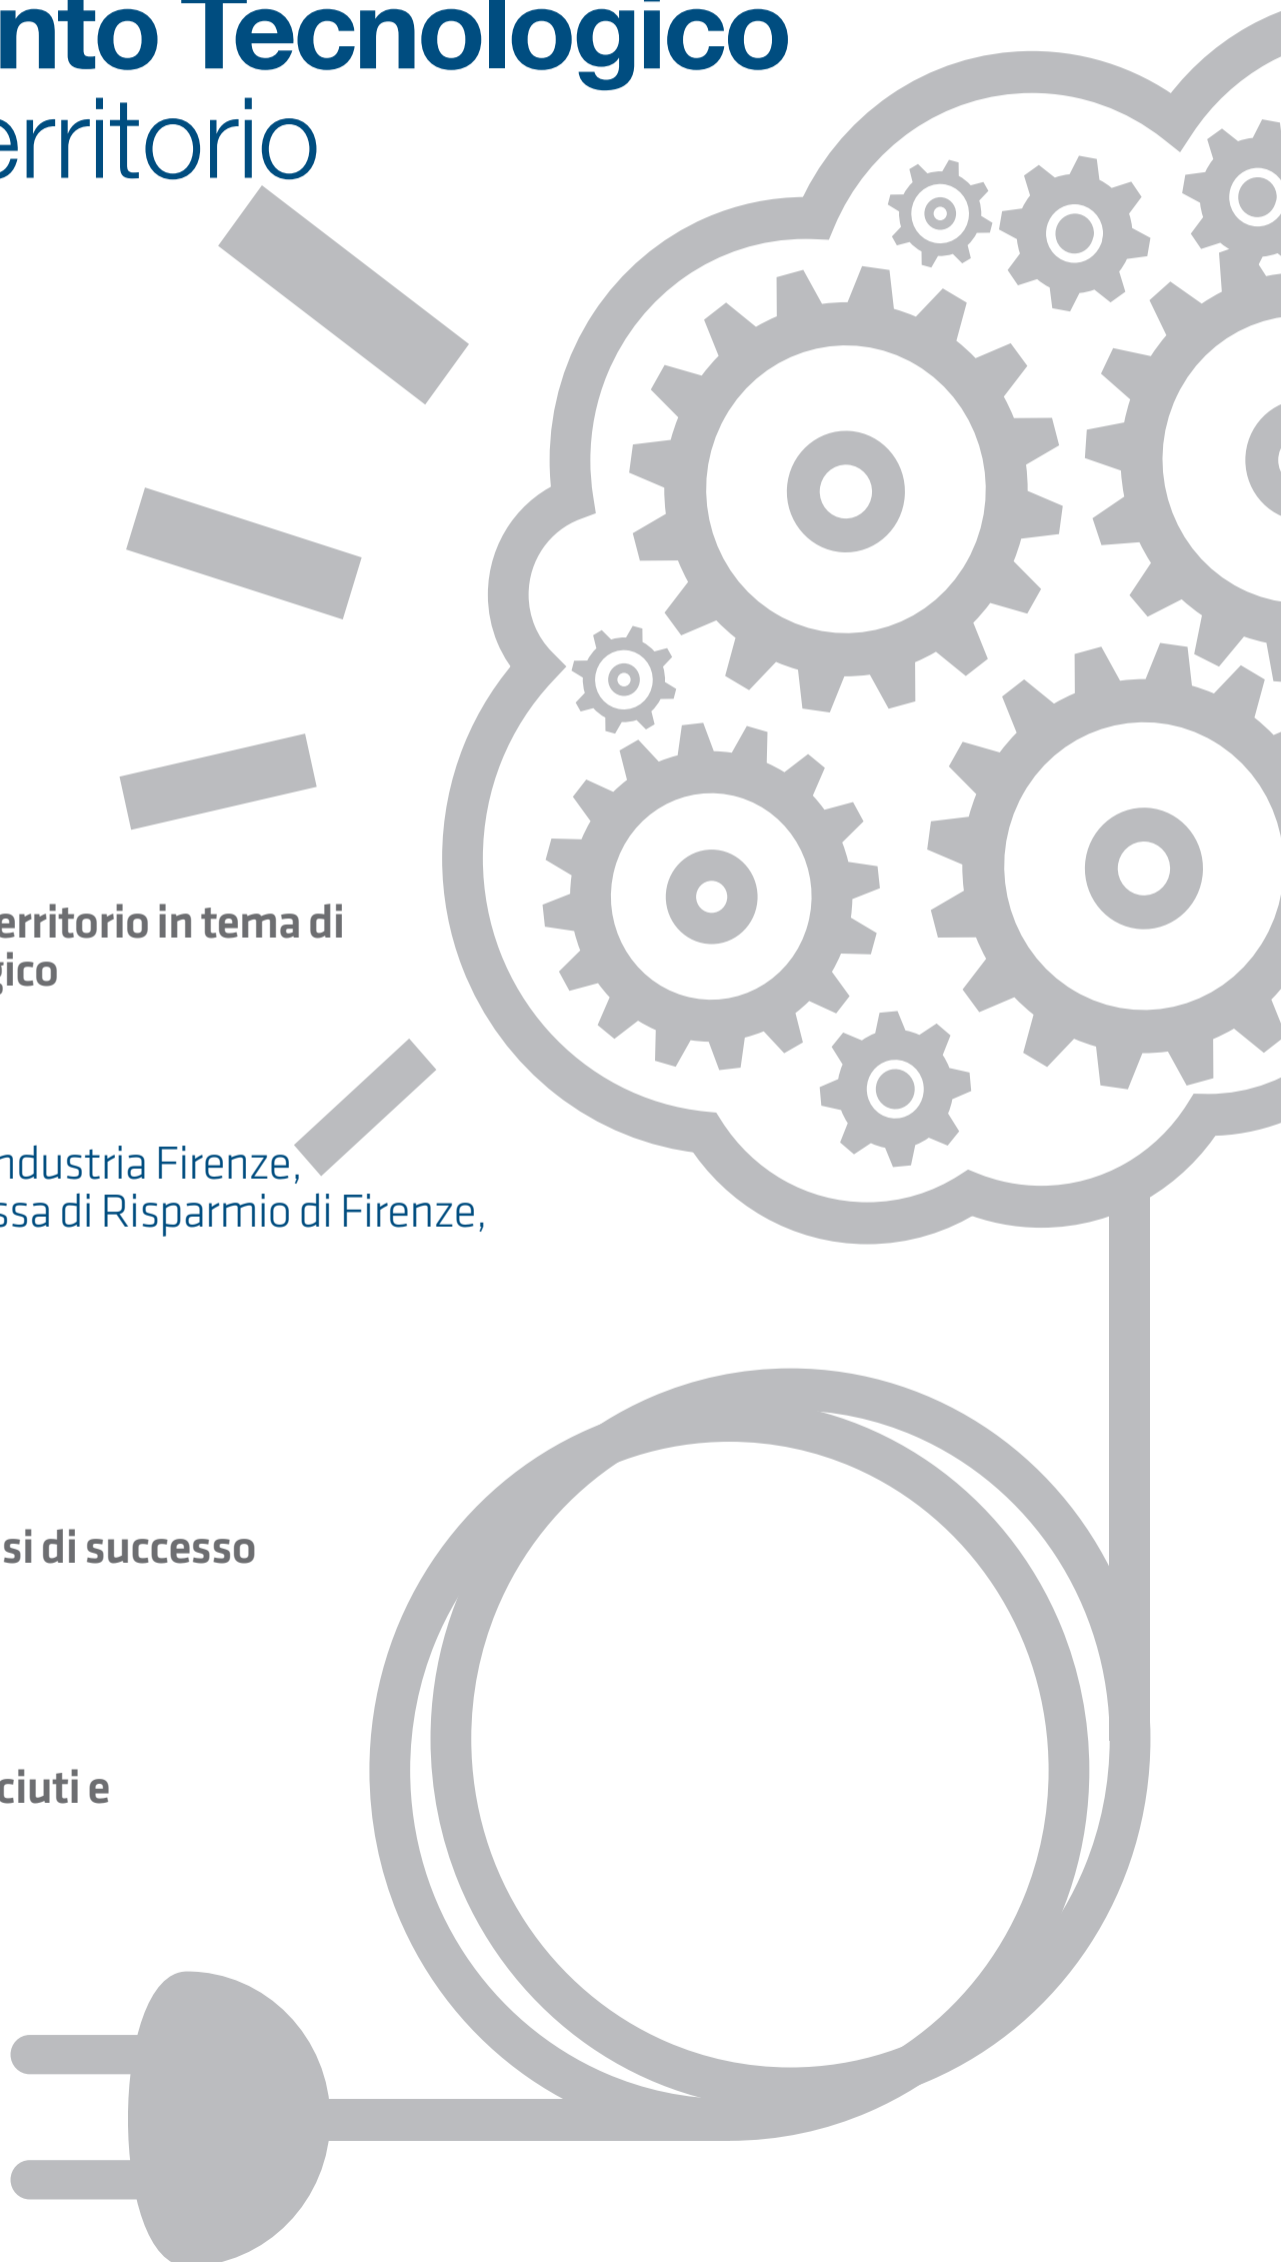 nto Tecnologico
erritorio
erritorio in tema di
gico
ndustria Firenze,
ssa di Risparmio di Firenze,
si di successo
ciuti e